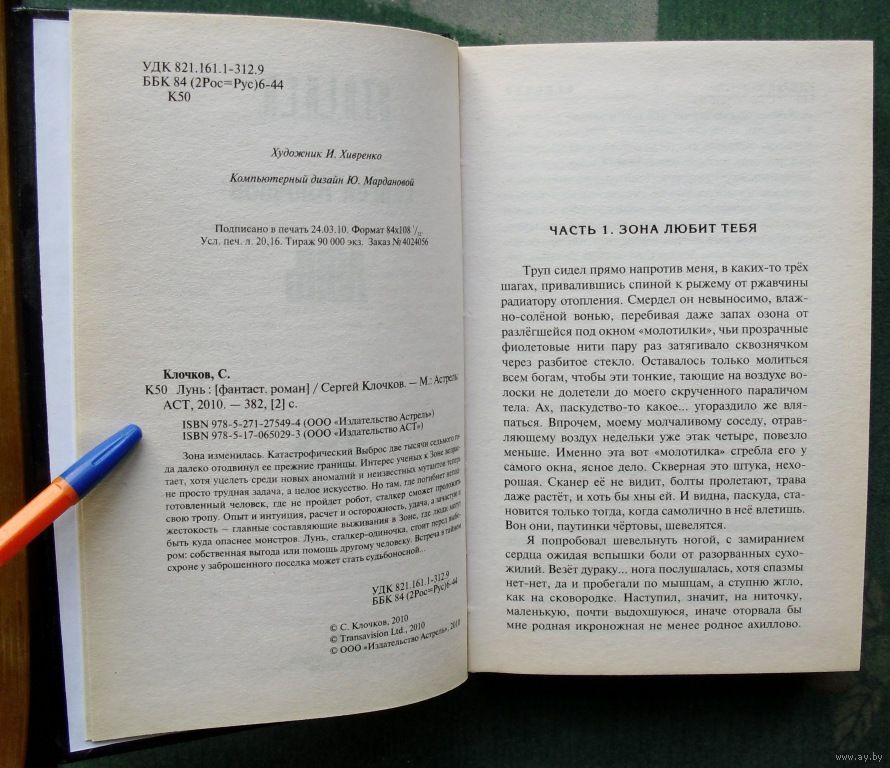 УДК 821.161.1-312.9
ББК 84 (2Рос=Рус)6-44
К50
Художник И. Хивренко
Компьютерный дизайн Ю. Мардановой
Подписано в печать 24.03.10. Формат 84x108 1/32.
Усл. печ. л. 20,16. Тираж 90 000 экз. Заказ № 4024056
Клочков, С.
К50 Лунь : [фантаст. роман] / Сергей Клочков. — М.: Астрель:
АСТ, 2010. — 382, [2] с.
ISBN 978-5-271-27549-4 (ООО «Издательство Астрель»)
ISBN 978-5-17-065029-3 (ООО «Издательство АСТ»)
Зона изменилась. Катастрофический Выброс две тысячи седьмого го-
да далеко отодвинул ее прежние границы. Интерес ученых к Зоне возрас-
тает, хотя уцелеть среди новых аномалий и неизвестных мутантов теперь
не просто трудная задача, а целое искусство. Но там, где погибнет непод-
готовленный человек, где не пройдет робот, сталкер сможет проложить
свою тропу. Опыт и интуиция, расчет и осторожность, удача, а зачастую и
жестокость — главные составляющие выживания в Зоне, где люди могут
быть куда опаснее монстров. Лунь, сталкер-одиночка, стоит перед выбо-
ром: собственная выгода или помощь другому человеку. Встреча в тайном
схроне у заброшенного поселка может стать судьбоносной...
УДК 821.161.1-312.9
ББК 84 (2Рос=Рус)6-44
© С. Клочков, 2010
© Transavision Ltd., 2010
© ООО «Издательство Астрель», 2010
ЧАСТЬ 1. ЗОНА ЛЮБИТ ТЕБЯ
Труп сидел прямо напротив меня, в каких-то трёх
шагах, привалившись спиной к рыжему от ржавчины
радиатору отопления. Смердел он невыносимо, влаж-
но-солёной вонью, перебивая даже запах озона от
разлёгшейся под окном «молотилки», чьи прозрачные
фиолетовые нити пару раз затягивало сквознячком
через разбитое стекло. Оставалось только молиться
всем богам, чтобы эти тонкие, тающие на воздухе во-
лоски не долетели до моего скрученного параличом
тела. Ах, паскудство-то какое... угораздило же вля-
паться. Впрочем, моему молчаливому соседу, отрав-
ляющему воздух недельки уже этак четыре, повезло
меньше. Именно эта вот «молотилка» сгребла его у
самого окна, ясное дело. Скверная это штука, нехо-
рошая. Сканер её не видит, болты пролетают, трава
даже растёт, и хоть бы хны ей. И видна, паскуда, ста-
новится только тогда, когда самолично в неё влетишь.
Вон они, паутинки чёртовы, шевелятся.
Я попробовал шевельнуть ногой, с замиранием
сердца ожидая вспышки боли от разорванных сухо-
жилий. Везёт дураку... нога послушалась, хотя спазмы
нет-нет, да и пробегали по мышцам, а ступню жгло,
как на сковородке. Наступил, значит, на ниточку,
маленькую, почти выдохшуюся, иначе оторвала бы
мне родная икроножная не менее родное ахиллово.
www.ay.by